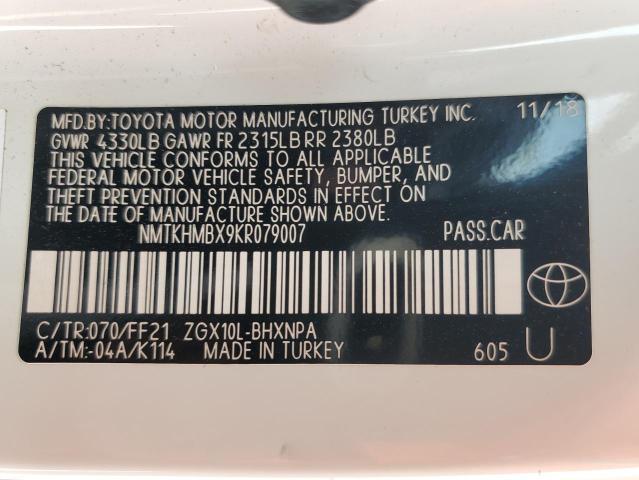 MFD.BY:TOYOTA MOTOR MANUFACTURING TURKEY INC. 11/18
GVWR 4330LB GAWR FR 2315LB RR 2380LB
THIS VEHICLE CONFORMS TO ALL APPLICABLE
FEDERAL MOTOR VEHICLE SAFETY, BUMPER, AND
THEFT PREVENTION STANDARDS IN EFFECT ON
THE DATE OF MANUFACTURE SHOWN ABOVE.
NMTKHMBX9KR079007 PASS.CAR
C/TR:070/FF21 ZGX10L-BHXNPA
A/TM:-04A/K114 MADE IN TURKEY 605 U